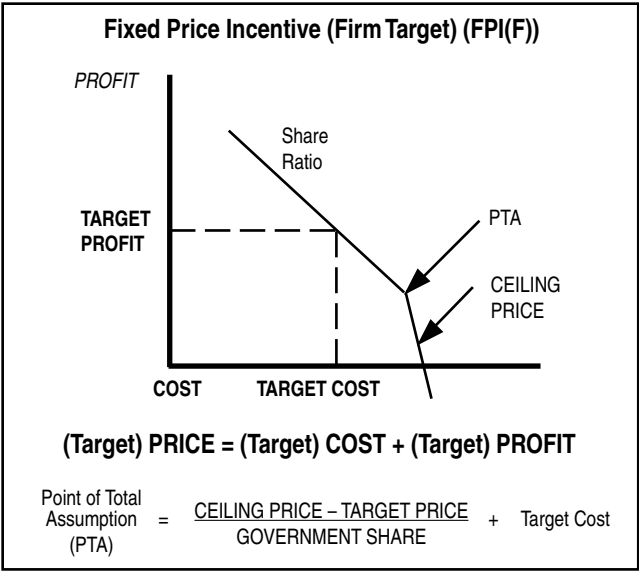 Fixed Price Incentive (Firm Target) (FPI(F))
PROFIT
Share
Ratio
TARGET
PROFIT
PTA
CEILING
PRICE
COST
TARGET COST
(Target) PRICE = (Target) COST + (Target) PROFIT
Point of Total
Assumption
(PTA)
=
CEILING PRICE – TARGET PRICE
GOVERNMENT SHARE
+
Target Cost